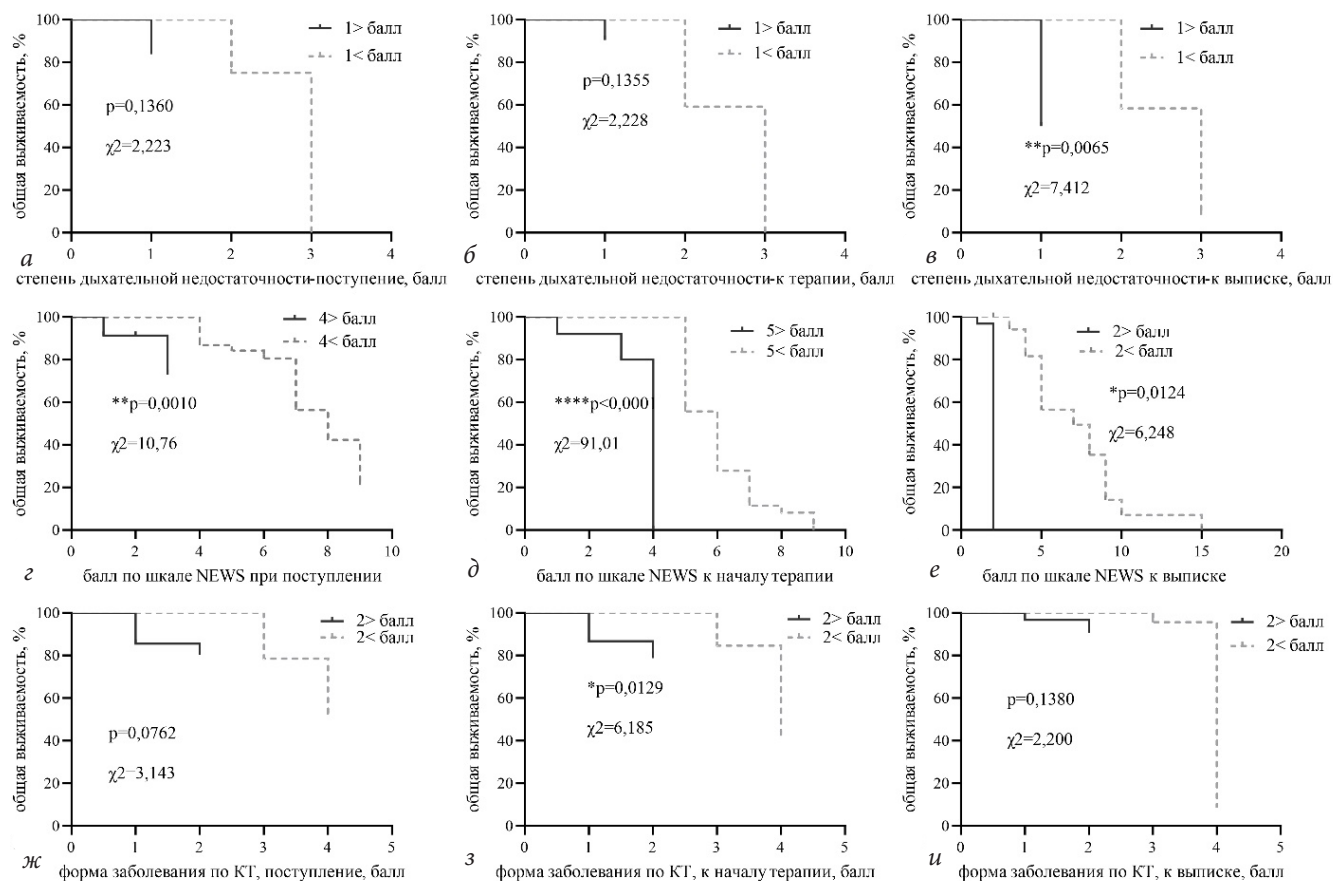 общая выживаемость, %
100
80
60
40
20
0
1> балл
1< балл
p=0,1360
χ2=2,223
0 1 2 3 4
а
степень дыхательной недостаточности-поступление, балл
общая выживаемость, %
100
80
60
40
20
0
1> балл
1< балл
p=0,1355
χ2=2,228
0 1 2 3 4
б
степень дыхательной недостаточности-к терапии, балл
общая выживаемость, %
100
80
60
40
20
0
1> балл
1< балл
**p=0,0065
χ2=7,412
0 1 2 3 4
в
степень дыхательной недостаточности-к выписке, балл
общая выживаемость, %
100
80
60
40
20
0
4> балл
4< балл
**p=0,0010
χ2=10,76
0 2 4 6 8 10
г
балл по шкале NEWS при поступлении
общая выживаемость, %
100
80
60
40
20
0
5> балл
5< балл
****p<0,0001
χ2=91,01
0 2 4 6 8 10
д
балл по шкале NEWS к началу терапии
общая выживаемость, %
100
80
60
40
20
0
2> балл
2< балл
*p=0,0124
χ2=6,248
0 5 10 15 20
е
балл по шкале NEWS к выписке
общая выживаемость, %
100
80
60
40
20
0
2> балл
2< балл
p=0,0762
χ2=3,143
0 1 2 3 4 5
ж
форма заболевания по КТ, поступление, балл
общая выживаемость, %
100
80
60
40
20
0
2> балл
2< балл
*p=0,0129
χ2=6,185
0 1 2 3 4 5
з
форма заболевания по КТ, к началу терапии, балл
общая выживаемость, %
100
80
60
40
20
0
2> балл
2< балл
p=0,1380
χ2=2,200
0 1 2 3 4 5
и
форма заболевания по КТ, к выписке, балл